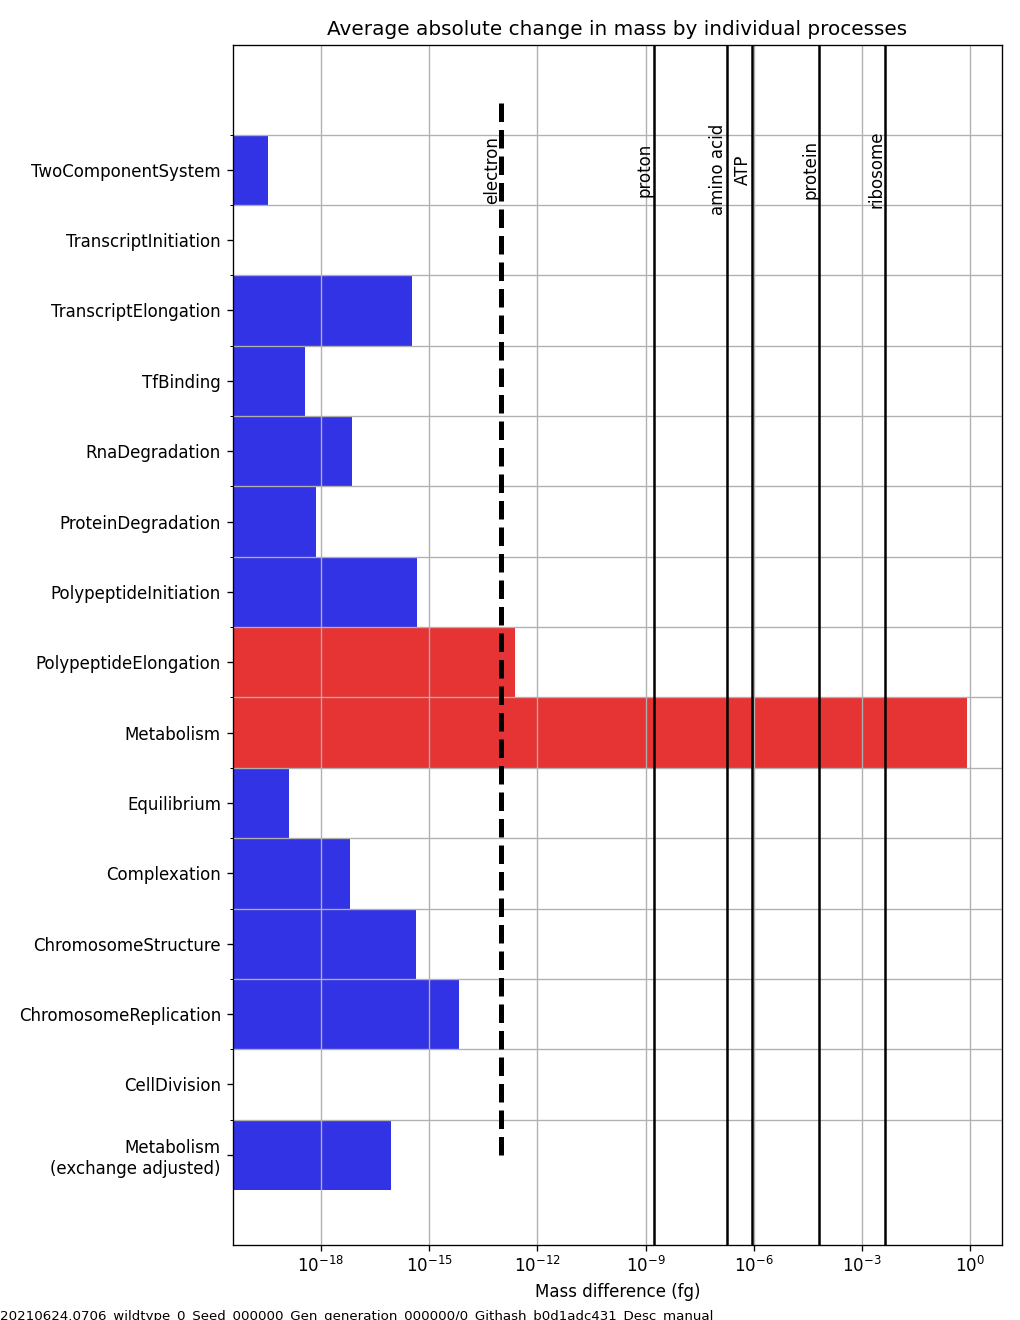 Average absolute change in mass by individual processes
electron
proton
amino acid
ATP
protein
ribosome
TwoComponentSystem
TranscriptInitiation
TranscriptElongation
TfBinding
RnaDegradation
ProteinDegradation
PolypeptideInitiation
PolypeptideElongation
Metabolism
Equilibrium
Complexation
ChromosomeStructure
ChromosomeReplication
CellDivision
Metabolism
(exchange adjusted)
10⁻¹⁸ 10⁻¹⁵ 10⁻¹² 10⁻⁹ 10⁻⁶ 10⁻³ 10⁰
Mass difference (fg)
20210624.0706_wildtype_0_Seed_000000_Gen_generation_000000/0_Githash_b0d1adc431_Desc_manual